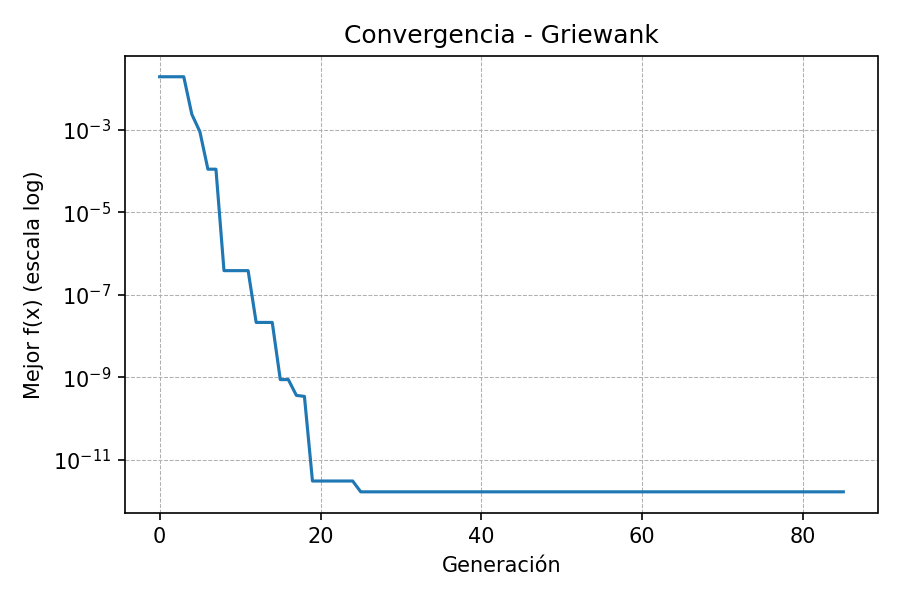 Convergencia - Griewank
Mejor f(x) (escala log)
10⁻³
10⁻⁵
10⁻⁷
10⁻⁹
10⁻¹¹
0 20 40 60 80
Generación